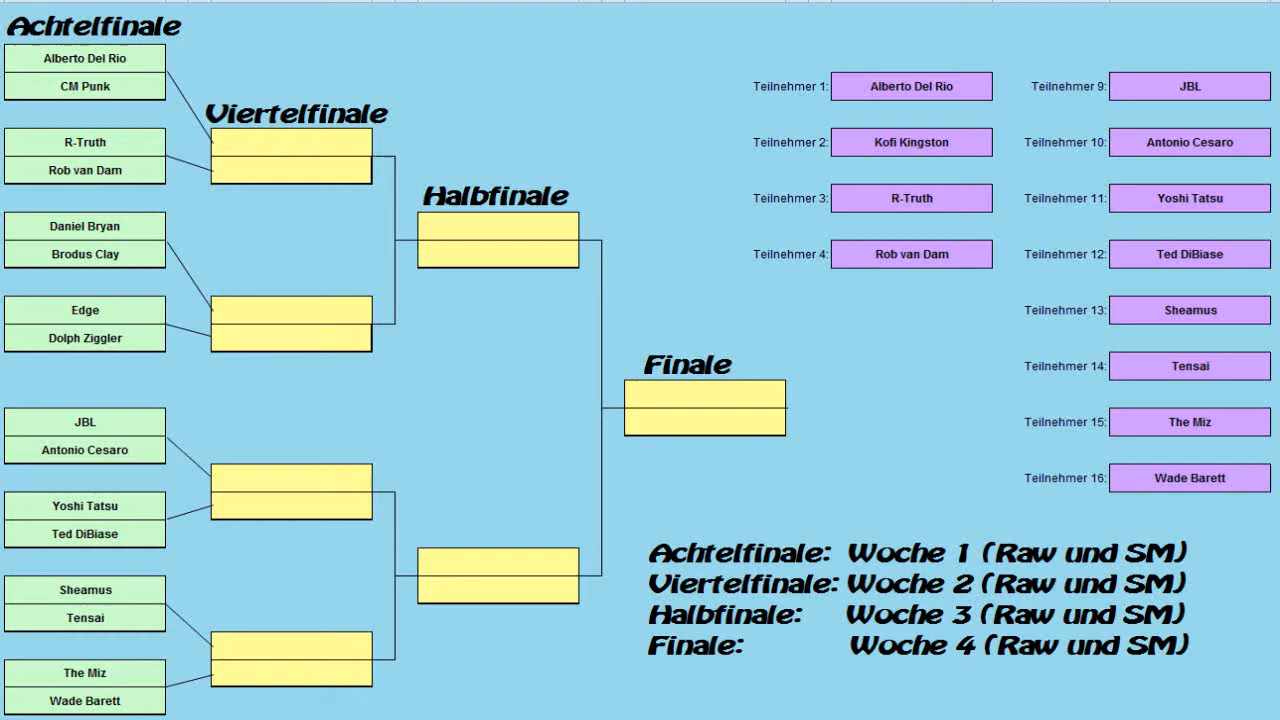 Achtelfinale
Alberto Del Rio
CM Punk
R-Truth
Rob van Dam
Daniel Bryan
Brodus Clay
Edge
Dolph Ziggler
JBL
Antonio Cesaro
Yoshi Tatsu
Ted DiBiase
Sheamus
Tensai
The Miz
Wade Barett
Viertelfinale
Halbfinale
Finale
Teilnehmer 1: Alberto Del Rio
Teilnehmer 2: Kofi Kingston
Teilnehmer 3: R-Truth
Teilnehmer 4: Rob van Dam
Teilnehmer 9: JBL
Teilnehmer 10: Antonio Cesaro
Teilnehmer 11: Yoshi Tatsu
Teilnehmer 12: Ted DiBiase
Teilnehmer 13: Sheamus
Teilnehmer 14: Tensai
Teilnehmer 15: The Miz
Teilnehmer 16: Wade Barett
Achtelfinale: Woche 1 (Raw und SM)
Viertelfinale: Woche 2 (Raw und SM)
Halbfinale: Woche 3 (Raw und SM)
Finale: Woche 4 (Raw und SM)